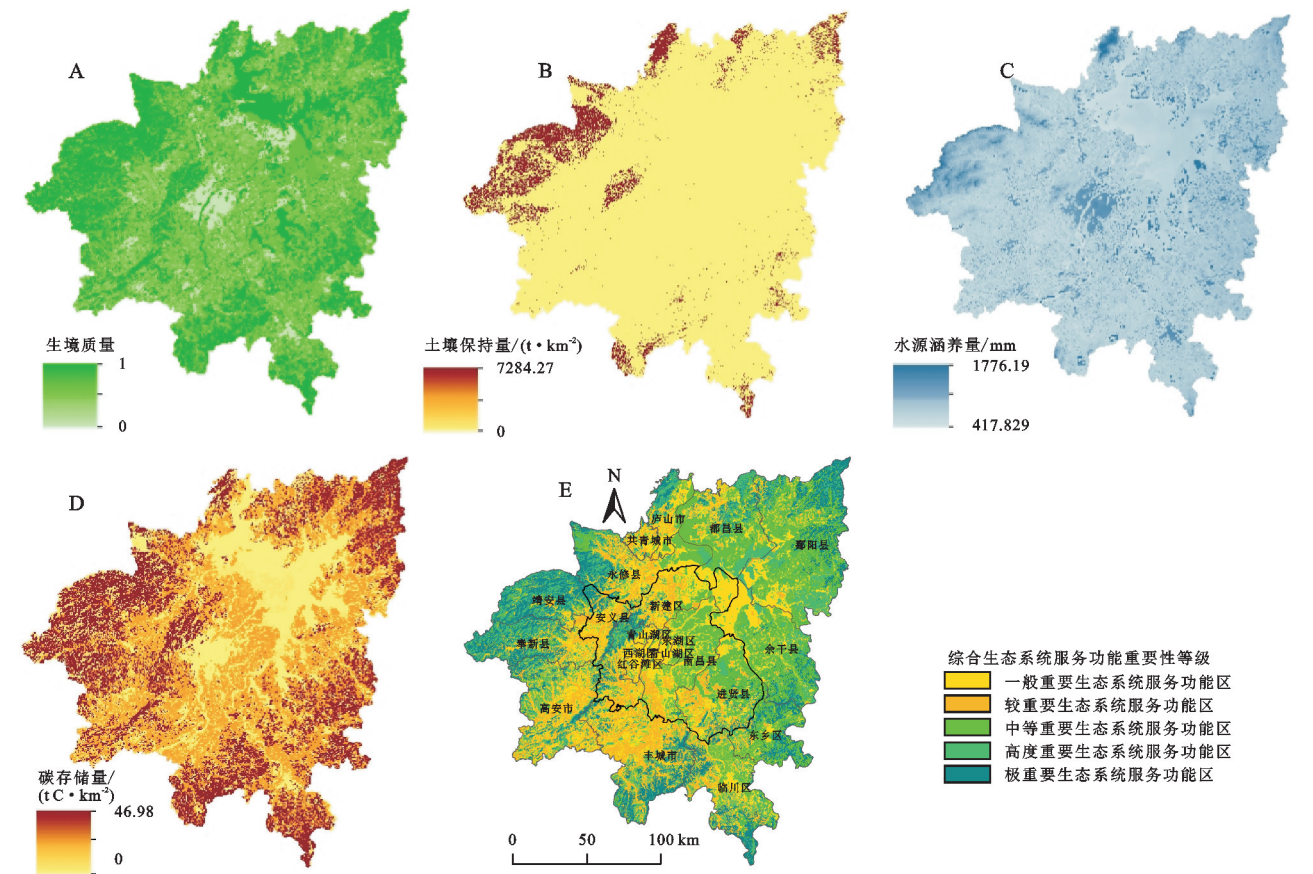 A
生境质量
1
0
B
土壤保持量/(t·km⁻²)
7284.27
0
C
水源涵养量/mm
1776.19
417.829
D
碳存储量/
(t C·km⁻²)
46.98
0
E
N
庐山市
都昌县
共青城市
鄱阳县
永修县
靖安县
安义县
新建区
青山湖区
东湖区
奉新县
西湖区
青山湖区
南昌县
余干县
红谷滩区
进贤县
高安市
东乡区
丰城市
临川区
0 50 100 km
综合生态系统服务功能重要性等级
一般重要生态系统服务功能区
较重要生态系统服务功能区
中等重要生态系统服务功能区
高度重要生态系统服务功能区
极重要生态系统服务功能区